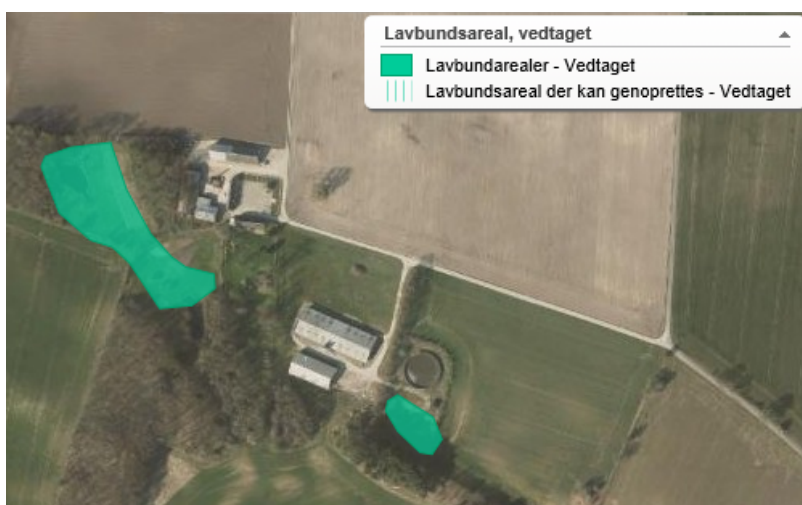 Lavbundsareal, vedtaget
Lavbundarealer - Vedtaget
Lavbundsareal der kan genoprettes - Vedtaget